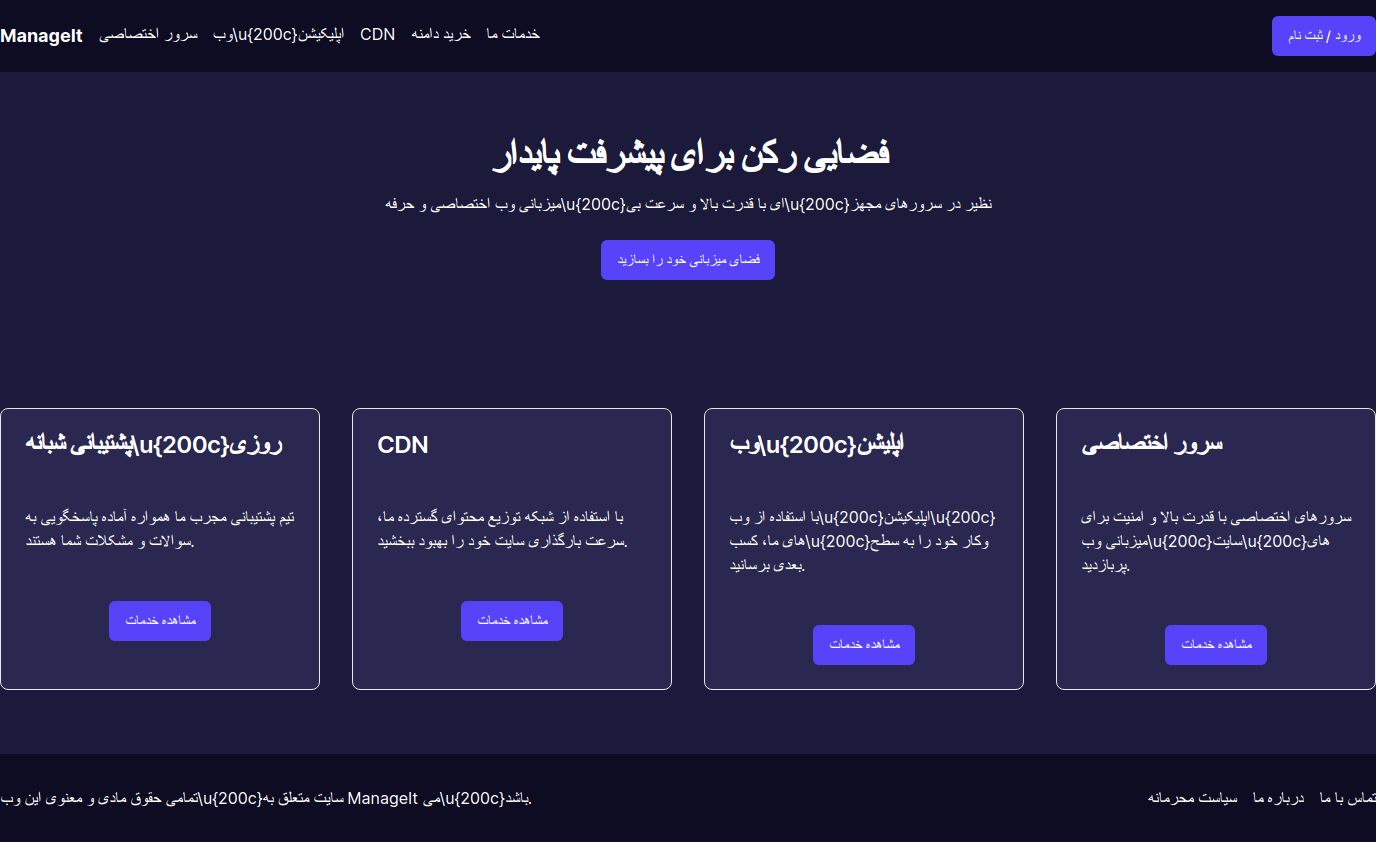 ManageIt
سرور اختصاصی
وب\u{200c}اپلیکیشن
CDN
خرید دامنه
خدمات ما
ورود / ثبت نام
فضایی رکن برای پیشرفت پایدار
میزبانی وب اختصاصی و حرفه\u{200c}ای با قدرت بالا و سرعت بی\u{200c}نظیر در سرورهای مجهز
فضای میزبانی خود را بسازید
پشتیبانی شبانه\u{200c}روزی
تیم پشتیبانی مجرب ما همواره آماده پاسخگویی به
سوالات و مشکلات شما هستند.
مشاهده خدمات
CDN
با استفاده از شبکه توزیع محتوای گسترده ما،
سرعت بارگذاری سایت خود را بهبود ببخشید.
مشاهده خدمات
وب\u{200c}اپلیشن
با استفاده از وب\u{200c}اپلیکیشن\u{200c}
های ما، کسب\u{200c}وکار خود را به سطح
بعدی برسانید.
مشاهده خدمات
سرور اختصاصی
سرورهای اختصاصی با قدرت بالا و امنیت برای
میزبانی وب\u{200c}سایت\u{200c}های
پربازدید.
مشاهده خدمات
تمامی حقوق مادی و معنوی این وب\u{200c}سایت متعلق به ManageIt می\u{200c}باشد.
سیاست محرمانه
درباره ما
تماس با ما